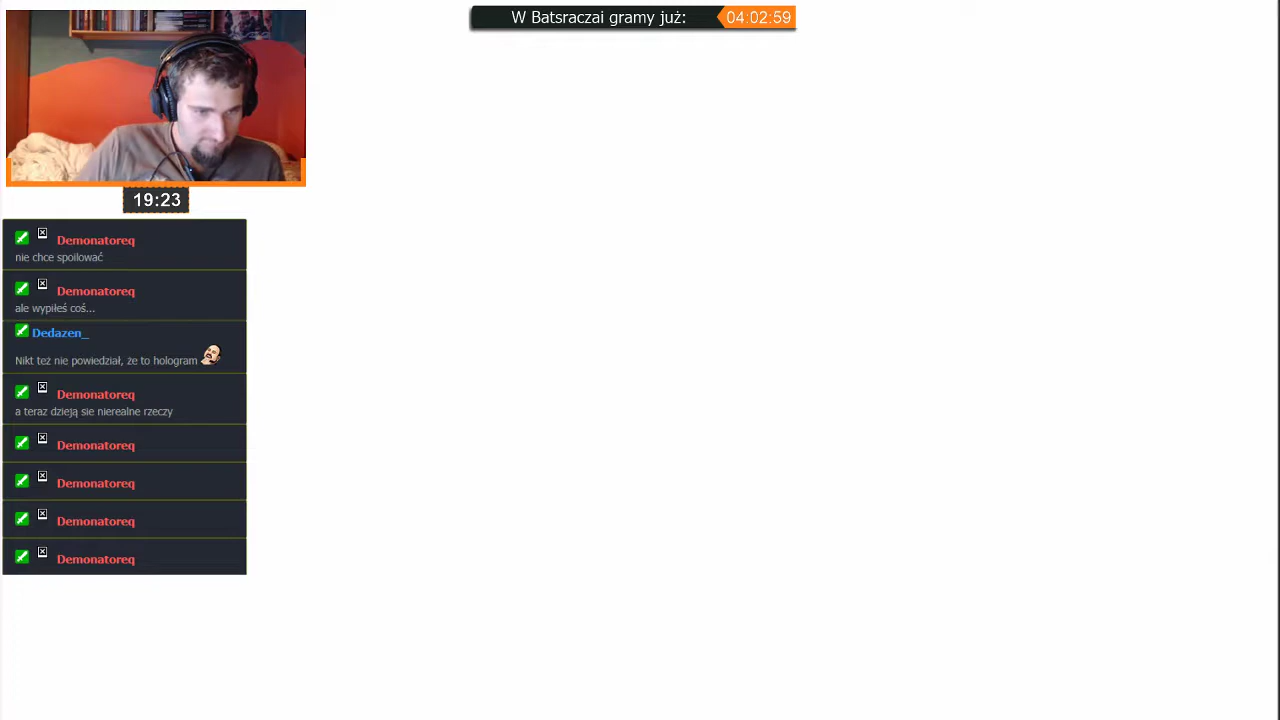 W Batsraczai gramy już: 04:02:59
19:23
Demonatoreq
nie chce spoilować
Demonatoreq
ale wypiłeś coś...
Dedazen_
Nikt też nie powiedział, że to hologram
Demonatoreq
a teraz dzieją sie nierealne rzeczy
Demonatoreq
Demonatoreq
Demonatoreq
Demonatoreq